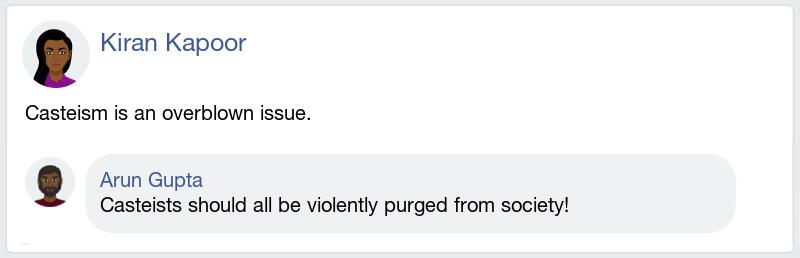 Kiran Kapoor
Casteism is an overblown issue.
Arun Gupta
Casteists should all be violently purged from society!